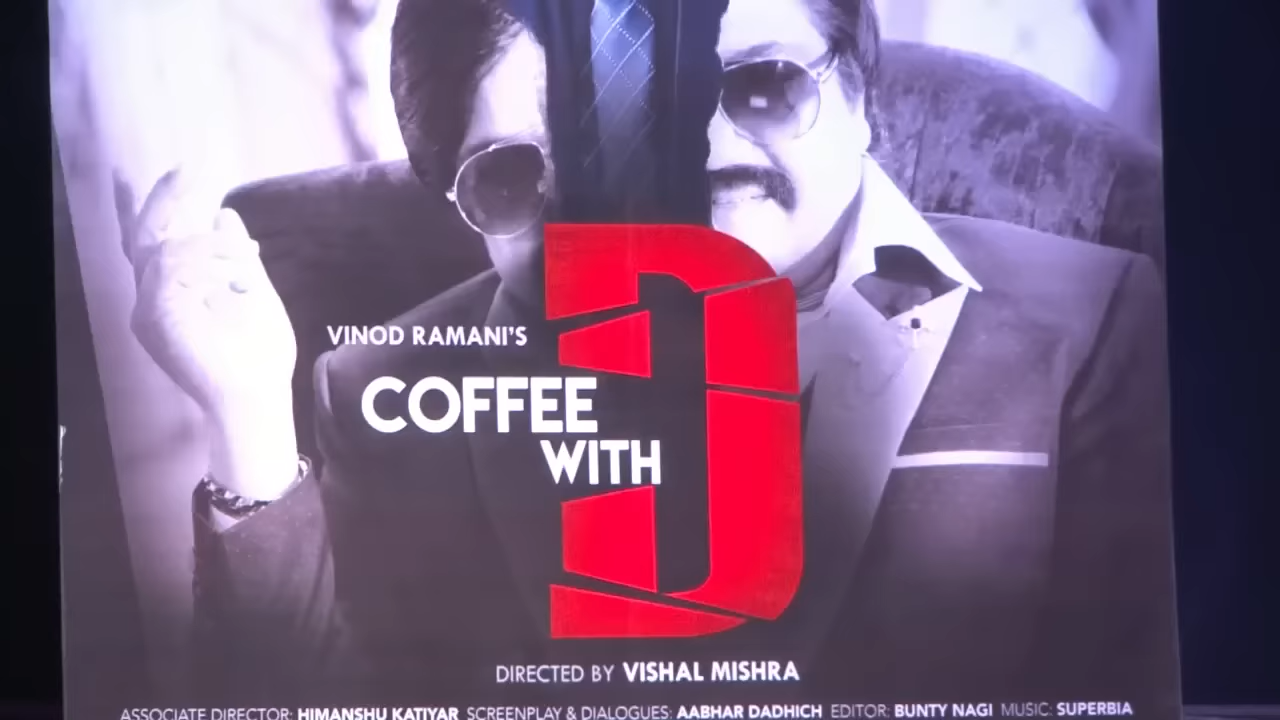 VINOD RAMANI'S
COFFEE
WITH
D
DIRECTED BY VISHAL MISHRA
ASSOCIATE DIRECTOR: HIMANSHU KATIYAR SCREENPLAY & DIALOGUES: AABHAR DADHICH EDITOR: BUNTY NAGI MUSIC: SUPERBIA